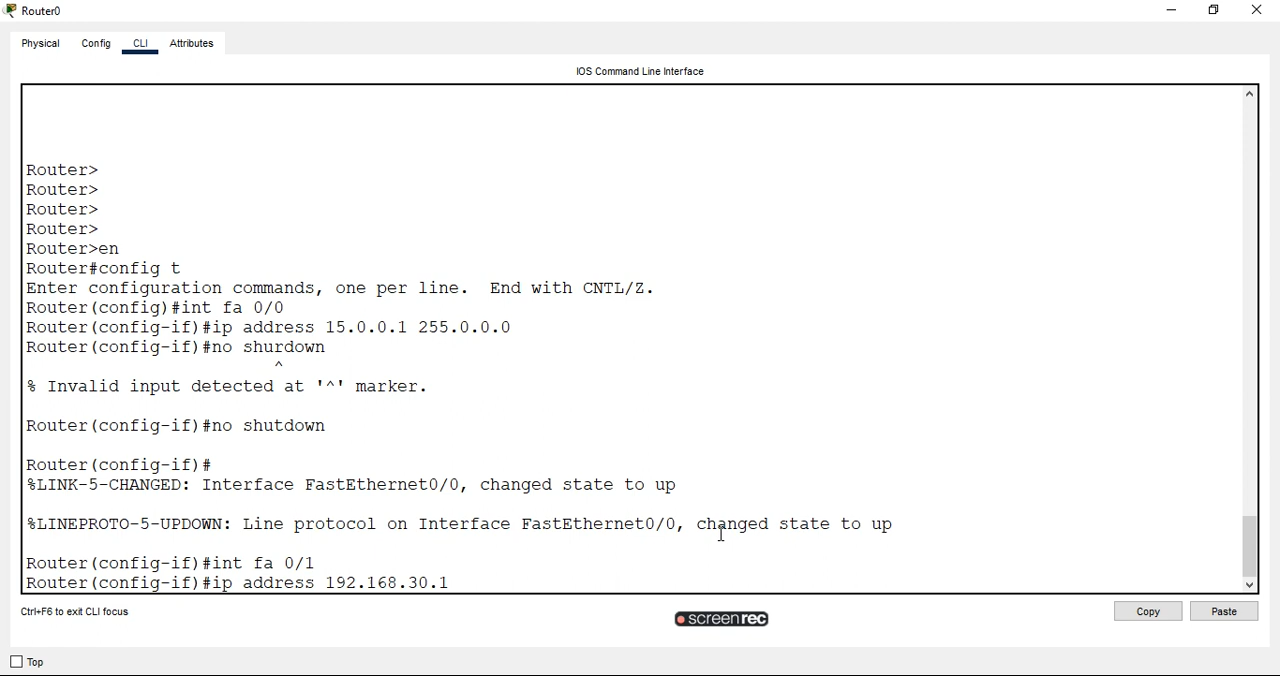 Router0
Physical Config CLI Attributes
IOS Command Line Interface
Router>
Router>
Router>
Router>
Router>en
Router#config t
Enter configuration commands, one per line.  End with CNTL/Z.
Router(config)#int fa 0/0
Router(config-if)#ip address 15.0.0.1 255.0.0.0
Router(config-if)#no shurdown
^
% Invalid input detected at '^' marker.
Router(config-if)#no shutdown
Router(config-if)#
%LINK-5-CHANGED: Interface FastEthernet0/0, changed state to up
%LINEPROTO-5-UPDOWN: Line protocol on Interface FastEthernet0/0, changed state to up
Router(config-if)#int fa 0/1
Router(config-if)#ip address 192.168.30.1
Ctrl+F6 to exit CLI focus
Copy Paste
screenrec
Top